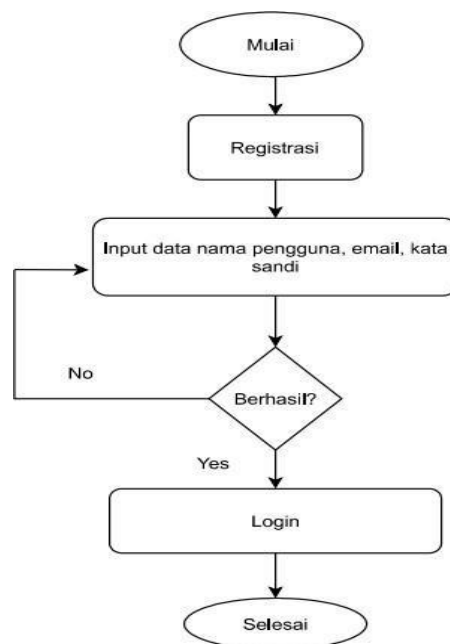 Mulai
Registrasi
Input data nama pengguna, email, kata
sandi
No
Berhasil?
Yes
Login
Selesai